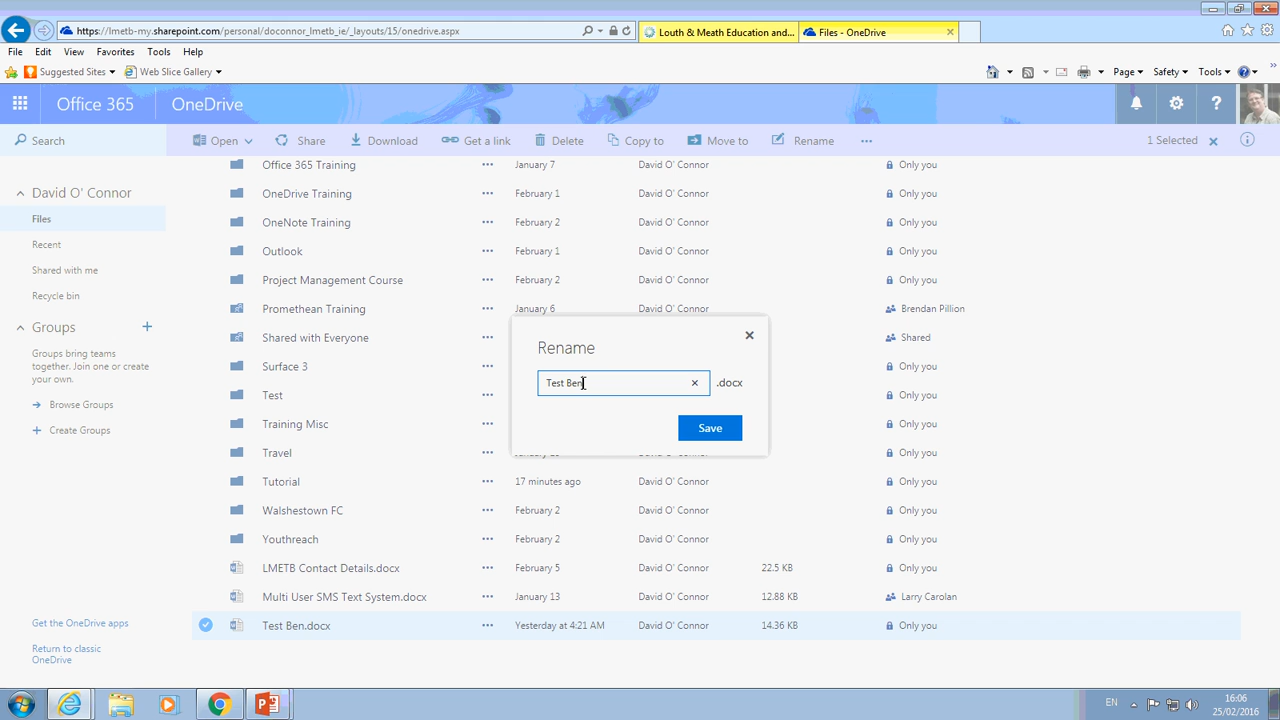 https://lmetb-my.sharepoint.com/personal/doconnor_lmetb_ie/_layouts/15/onedrive.aspx
Louth & Meath Education and...
Files - OneDrive
File Edit View Favorites Tools Help
Suggested Sites Web Slice Gallery
Page Safety Tools
Office 365 OneDrive
Search
Open Share Download Get a link Delete Copy to Move to Rename ... 1 Selected
David O' Connor
Files
Recent
Shared with me
Recycle bin
Groups
Groups bring teams
together. Join one or create
your own.
Browse Groups
Create Groups
Get the OneDrive apps
Return to classic
OneDrive
Office 365 Training ... January 7 David O' Connor Only you
OneDrive Training ... February 1 David O' Connor Only you
OneNote Training ... February 2 David O' Connor Only you
Outlook ... February 1 David O' Connor Only you
Project Management Course ... February 2 David O' Connor Only you
Promethean Training ... January 6 David O' Connor Brendan Pillion
Shared with Everyone ... David O' Connor Shared
Surface 3 ... Only you
Test ... Only you
Training Misc ... Only you
Travel ... David O' Connor Only you
Tutorial ... 17 minutes ago David O' Connor Only you
Walshestown FC ... February 2 David O' Connor Only you
Youthreach ... February 2 David O' Connor Only you
LMETB Contact Details.docx ... February 5 David O' Connor 22.5 KB Only you
Multi User SMS Text System.docx ... January 13 David O' Connor 12.88 KB Larry Carolan
Test Ben.docx ... Yesterday at 4:21 AM David O' Connor 14.36 KB Only you
Rename
Test Ben .docx
Save
EN
16:06
25/02/2016